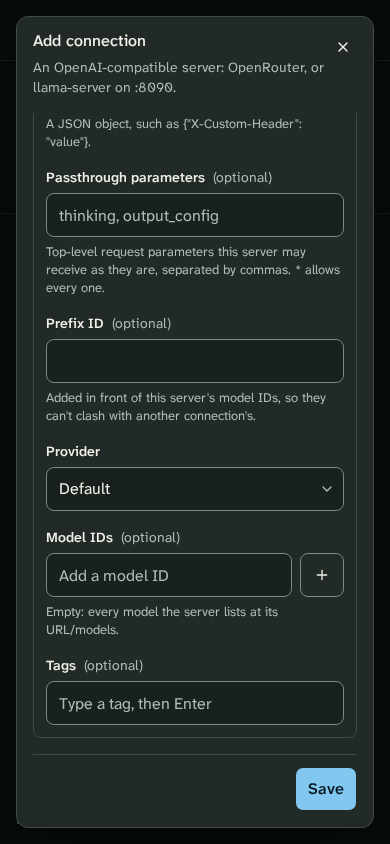 Add connection
An OpenAI-compatible server: OpenRouter, or
llama-server on :8090.
A JSON object, such as {"X-Custom-Header":
"value"}.
Passthrough parameters (optional)
thinking, output_config
Top-level request parameters this server may
receive as they are, separated by commas. * allows
every one.
Prefix ID (optional)
Added in front of this server's model IDs, so they
can't clash with another connection's.
Provider
Default
Model IDs (optional)
Add a model ID
+
Empty: every model the server lists at its
URL/models.
Tags (optional)
Type a tag, then Enter
Save